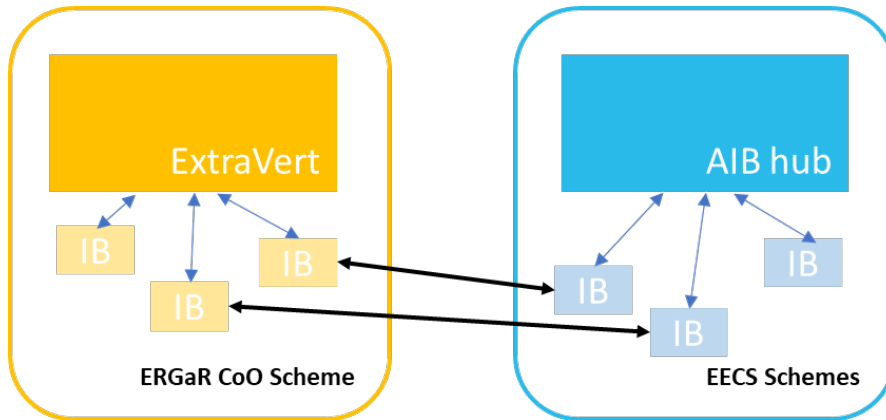 ExtraVert
IB
IB
IB
ERGaR CoO Scheme
AIB hub
IB
IB
IB
EECS Schemes